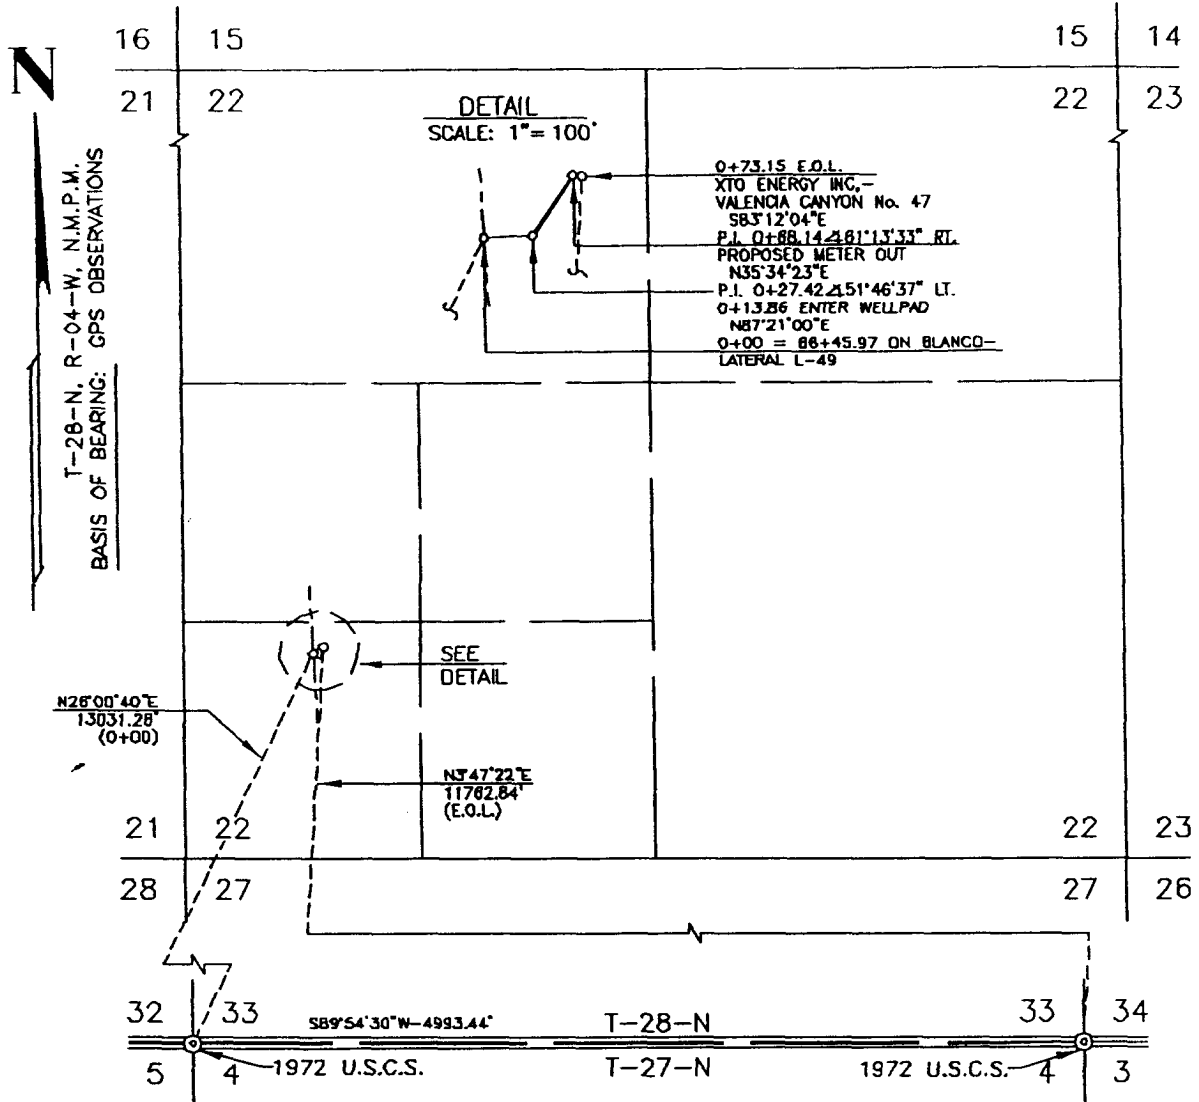 16 15
15 14
N
21 22
22 23
DETAIL
SCALE: 1"= 100'
T-28-N, R-04-W, N.M.P.M.
BASIS OF BEARING: GPS OBSERVATIONS
0+73.15 E.O.L.
XTO ENERGY INC,-
VALENCIA CANYON No. 47
S83°12'04"E
P.I. 0+68.14 ∆61°13'33" RT.
PROPOSED METER OUT
N35°34'23"E
P.I. 0+27.42 ∆51°46'37" LT.
0+13.86 ENTER WELLPAD
N87°21'00"E
0+00 = 86+45.97 ON BLANCO-
LATERAL L-49
SEE
DETAIL
N26°00'40"E
13031.28'
(0+00)
N3°47'22"E
11762.84'
(E.O.L.)
21 22
22 23
28 27
27 26
32 33
33 34
S89°54'30"W-4993.44'
T-28-N
5 4
1972 U.S.C.S.
T-27-N
1972 U.S.C.S.
4 3